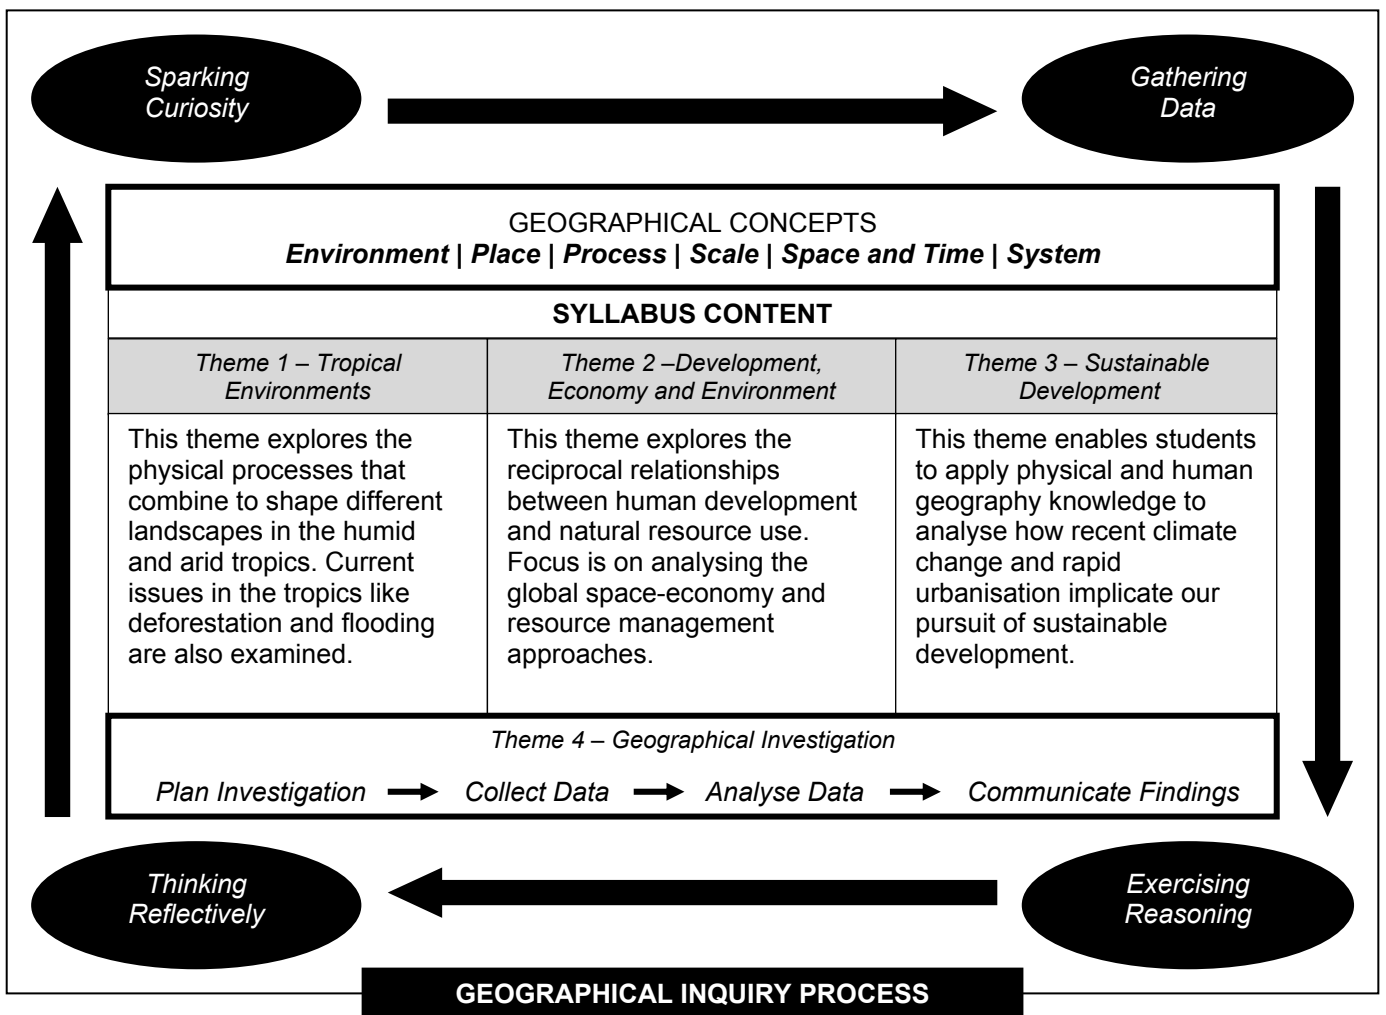 Sparking
Curiosity
Gathering
Data
GEOGRAPHICAL CONCEPTS
Environment | Place | Process | Scale | Space and Time | System
SYLLABUS CONTENT
Theme 1 – Tropical
Environments
Theme 2 –Development,
Economy and Environment
Theme 3 – Sustainable
Development
This theme explores the
physical processes that
combine to shape different
landscapes in the humid
and arid tropics. Current
issues in the tropics like
deforestation and flooding
are also examined.
This theme explores the
reciprocal relationships
between human development
and natural resource use.
Focus is on analysing the
global space-economy and
resource management
approaches.
This theme enables students
to apply physical and human
geography knowledge to
analyse how recent climate
change and rapid
urbanisation implicate our
pursuit of sustainable
development.
Theme 4 – Geographical Investigation
Plan Investigation → Collect Data → Analyse Data → Communicate Findings
Thinking
Reflectively
Exercising
Reasoning
GEOGRAPHICAL INQUIRY PROCESS